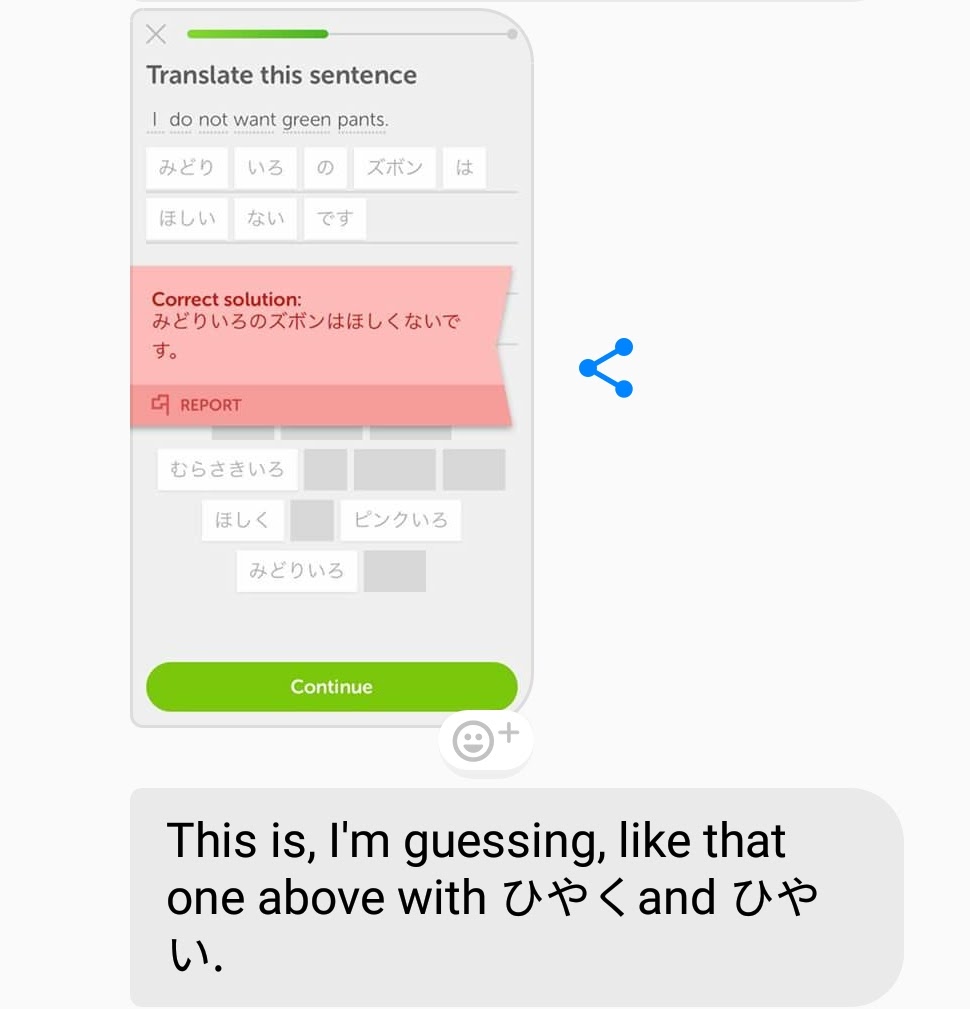 Translate this sentence
I do not want green pants.
みどり いろ の ズボン は
ほしい ない です
Correct solution:
みどりいろのズボンはほしくないで
す。
REPORT
むらさきいろ
ほしく ピンクいろ
みどりいろ
Continue
This is, I'm guessing, like that
one above with ひやくand ひや
い.